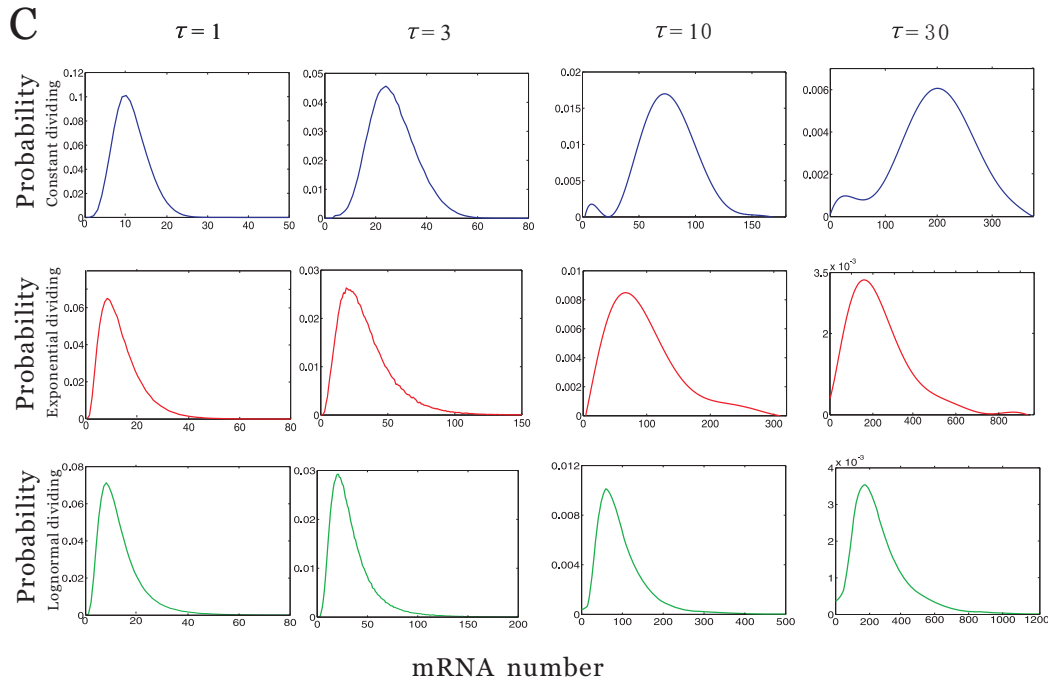 C
τ = 1
τ = 3
τ = 10
τ = 30
Probability
Constant dividing
0.12
0.1
0.08
0.06
0.04
0.02
0
0 10 20 30 40 50
0.05
0.04
0.03
0.02
0.01
0
0 20 40 60 80
0.02
0.015
0.01
0.005
0
0 50 100 150
0.006
0.004
0.002
0
0 100 200 300
Probability
Exponential dividing
0.06
0.04
0.02
0
0 20 40 60 80
0.03
0.02
0.01
0
0 50 100 150
0.01
0.008
0.006
0.004
0.002
0
0 100 200 300
x 10⁻³
3.5
2
0
0 200 400 600 800
Probability
Lognormal dividing
0.08
0.06
0.04
0.02
0
0 20 40 60 80
0.03
0.02
0.01
0
0 50 100 150 200
0.012
0.008
0.004
0
0 100 200 300 400 500
x 10⁻³
4
3
2
1
0
0 200 400 600 800 1000 1200
mRNA number